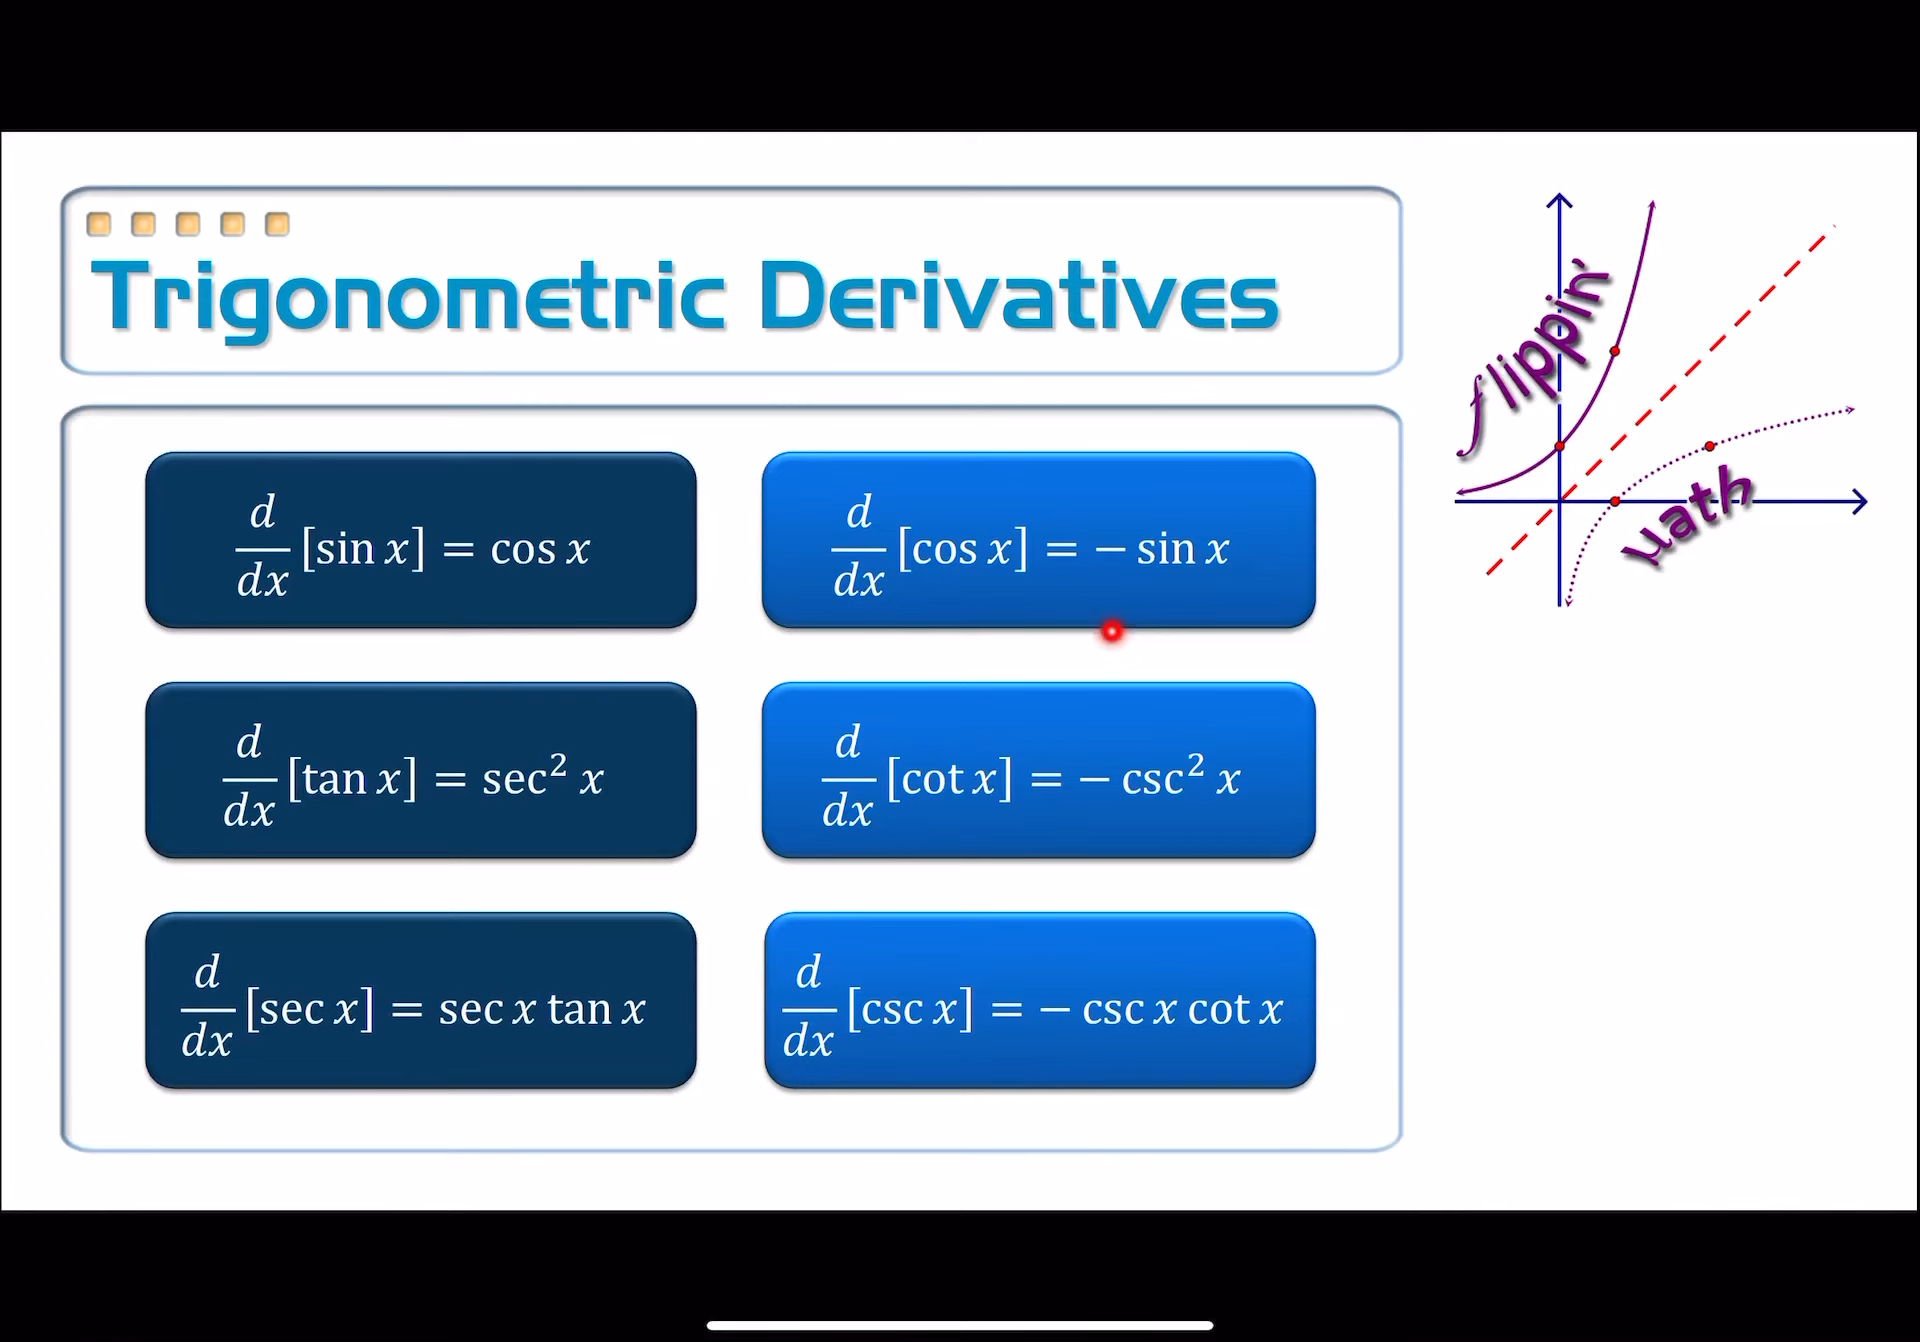 Trigonometric Derivatives
flippin'
math
d/dx [sin x] = cos x
d/dx [cos x] = − sin x
d/dx [tan x] = sec² x
d/dx [cot x] = − csc² x
d/dx [sec x] = sec x tan x
d/dx [csc x] = − csc x cot x